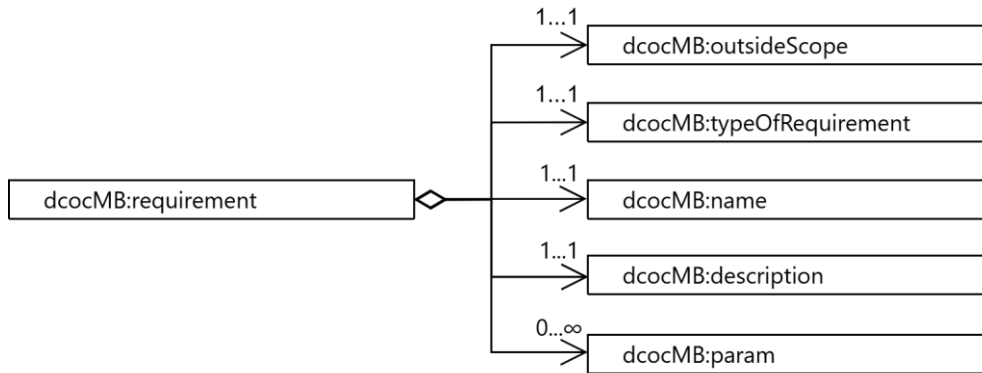 1...1
dcocMB:outsideScope
1...1
dcocMB:typeOfRequirement
1...1
dcocMB:requirement
dcocMB:name
1...1
dcocMB:description
0...∞
dcocMB:param